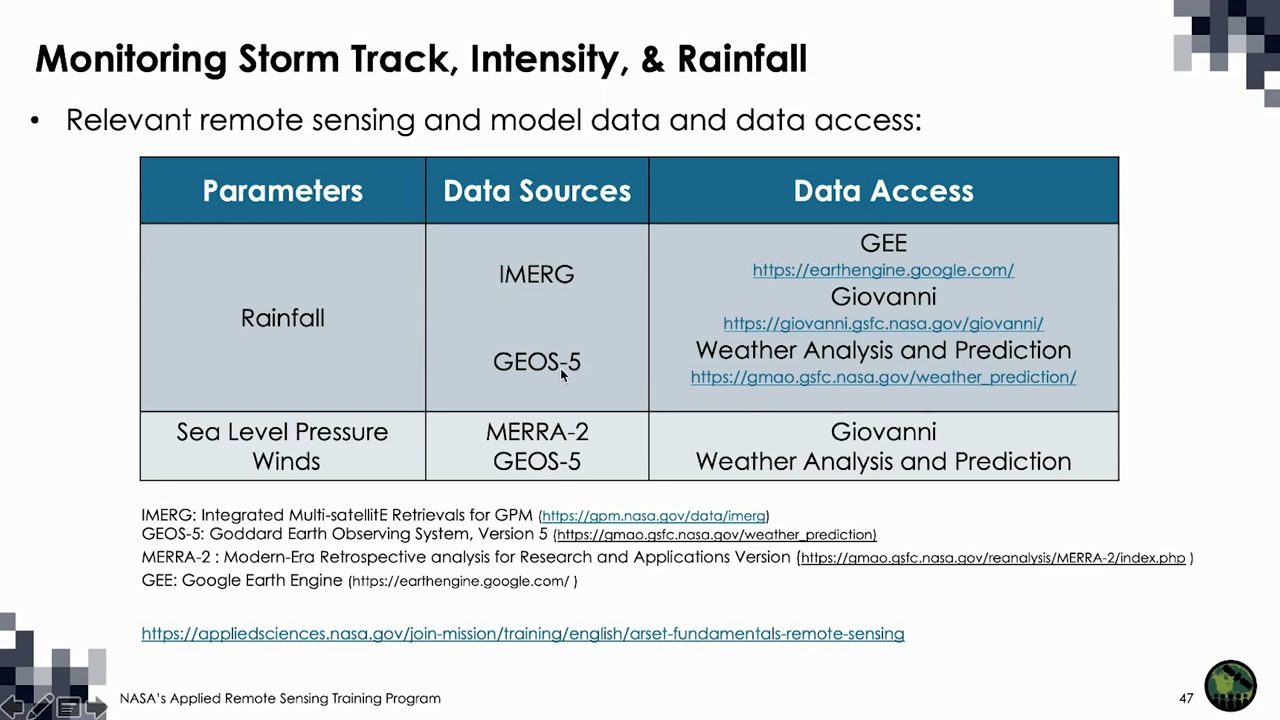 Monitoring Storm Track, Intensity, & Rainfall
• Relevant remote sensing and model data and data access:
Parameters
Data Sources
Data Access
Rainfall
IMERG
GEOS-5
GEE
https://earthengine.google.com/
Giovanni
https://giovanni.gsfc.nasa.gov/giovanni/
Weather Analysis and Prediction
https://gmao.gsfc.nasa.gov/weather_prediction/
Sea Level Pressure
Winds
MERRA-2
GEOS-5
Giovanni
Weather Analysis and Prediction
IMERG: Integrated Multi-satellitE Retrievals for GPM (https://gpm.nasa.gov/data/imerg)
GEOS-5: Goddard Earth Observing System, Version 5 (https://gmao.gsfc.nasa.gov/weather_prediction)
MERRA-2 : Modern-Era Retrospective analysis for Research and Applications Version (https://gmao.gsfc.nasa.gov/reanalysis/MERRA-2/index.php )
GEE: Google Earth Engine (https://earthengine.google.com/ )
https://appliedsciences.nasa.gov/join-mission/training/english/arset-fundamentals-remote-sensing
NASA's Applied Remote Sensing Training Program
47